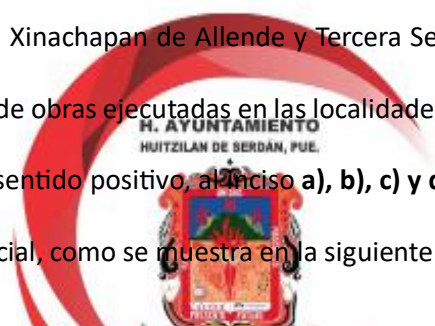 Xinachapan de Allende y Tercera Se
de obras ejecutadas en las localidade
H. AYUNTAMIENTO
HUITZILAN DE SERDÁN, PUE.
sentido positivo, al inciso a), b), c) y
cial, como se muestra en la siguiente